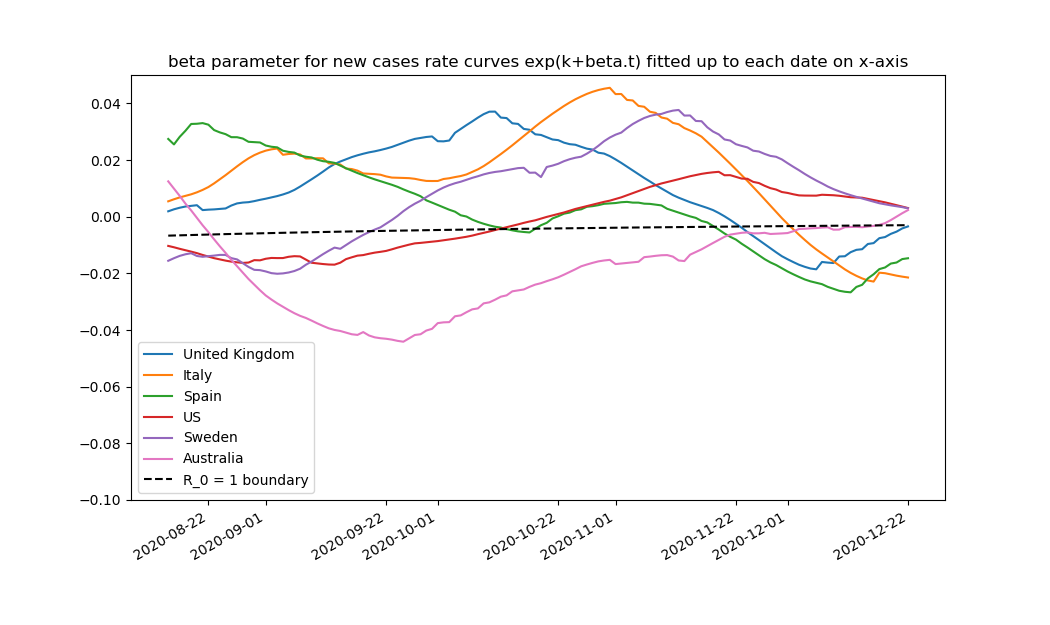 beta parameter for new cases rate curves exp(k+beta.t) fitted up to each date on x-axis
0.04
0.02
0.00
−0.02
−0.04
−0.06
−0.08
−0.10
United Kingdom
Italy
Spain
US
Sweden
Australia
R_0 = 1 boundary
2020-08-22
2020-09-01
2020-09-22
2020-10-01
2020-10-22
2020-11-01
2020-11-22
2020-12-01
2020-12-22